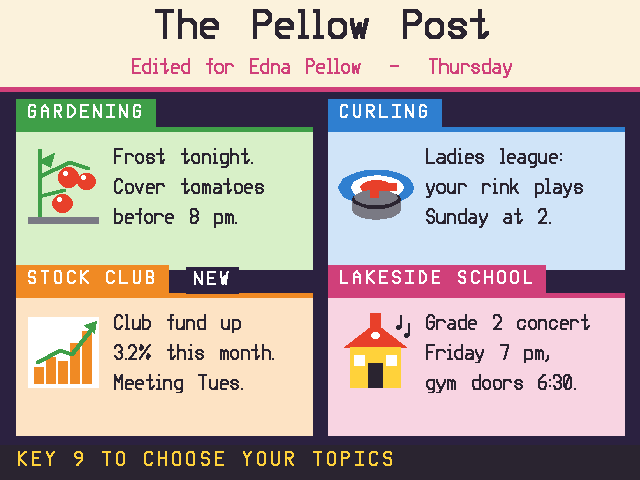 The Pellow Post
Edited for Edna Pellow - Thursday
GARDENING
Frost tonight.
Cover tomatoes
before 8 pm.
CURLING
Ladies league:
your rink plays
Sunday at 2.
STOCK CLUB NEW
Club fund up
3.2% this month.
Meeting Tues.
LAKESIDE SCHOOL
Grade 2 concert
Friday 7 pm,
gym doors 6:30.
KEY 9 TO CHOOSE YOUR TOPICS